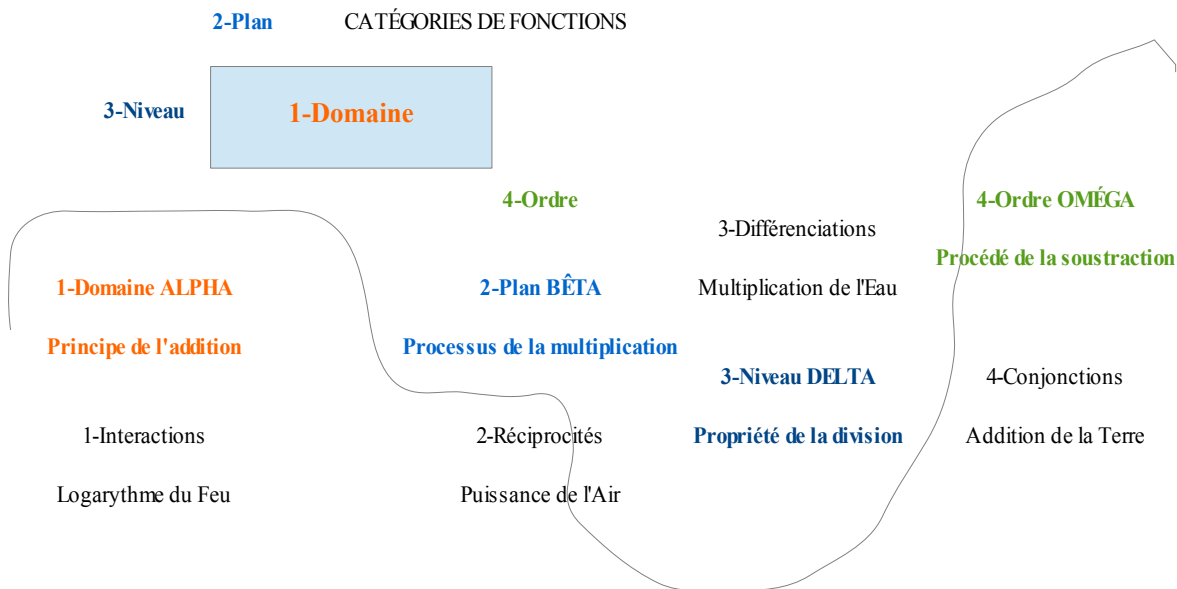 2-Plan CATÉGORIES DE FONCTIONS
3-Niveau
1-Domaine
4-Ordre
1-Domaine ALPHA
Principe de l'addition
1-Interactions
Logarythme du Feu
2-Plan BÊTA
Processus de la multiplication
2-Réciprocités
Puissance de l'Air
3-Différenciations
Multiplication de l'Eau
3-Niveau DELTA
Propriété de la division
4-Ordre OMÉGA
Procédé de la soustraction
4-Conjonctions
Addition de la Terre